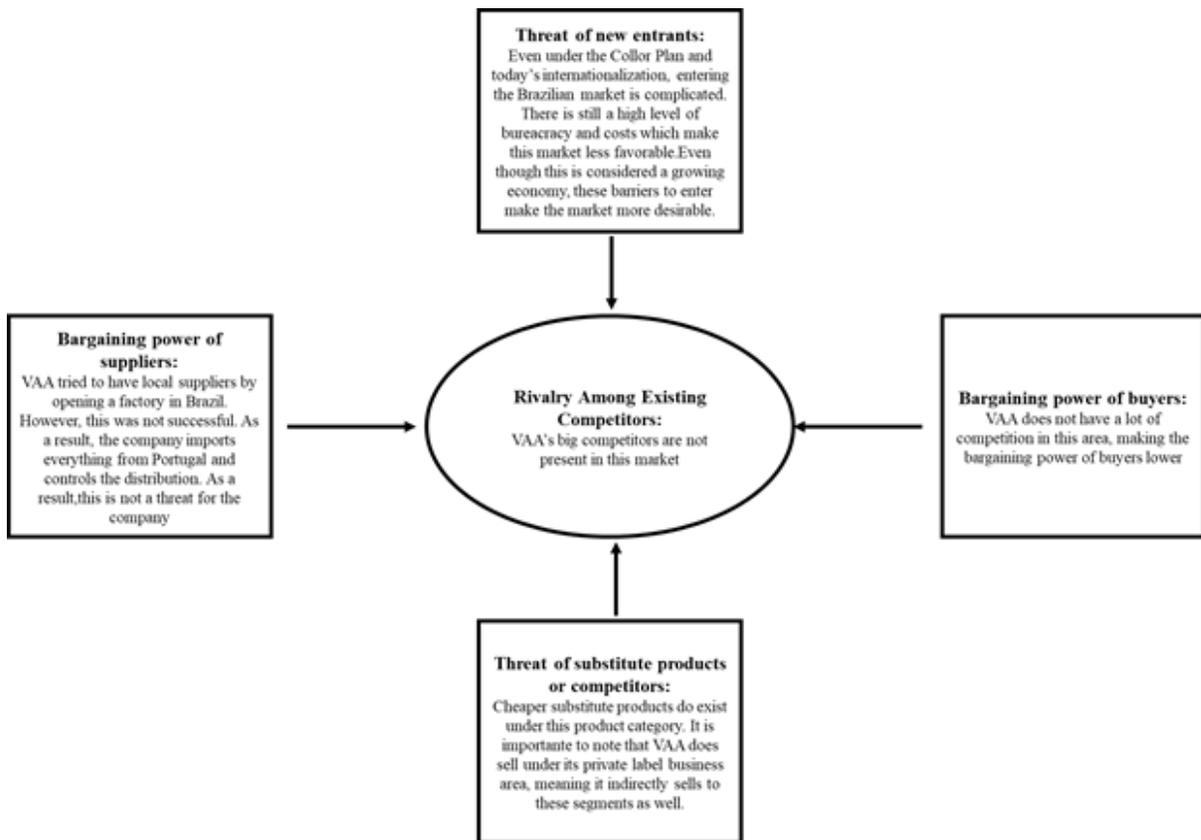 Threat of new entrants:
Even under the Collor Plan and
today's internationalization, entering
the Brazilian market is complicated.
There is still a high level of
bureacracy and costs which make
this market less favorable.Even
though this is considered a growing
economy, these barriers to enter
make the market more desirable.
Bargaining power of
suppliers:
VAA tried to have local suppliers by
opening a factory in Brazil.
However, this was not successful. As
a result, the company imports
everything from Portugal and
controls the distribution. As a
result,this is not a threat for the
company
Rivalry Among Existing
Competitors:
VAA's big competitors are not
present in this market
Bargaining power of buyers:
VAA does not have a lot of
competition in this area, making the
bargaining power of buyers lower
Threat of substitute products
or competitors:
Cheaper substitute products do exist
under this product category. It is
importante to note that VAA does
sell under its private label business
area, meaning it indirectly sells to
these segments as well.